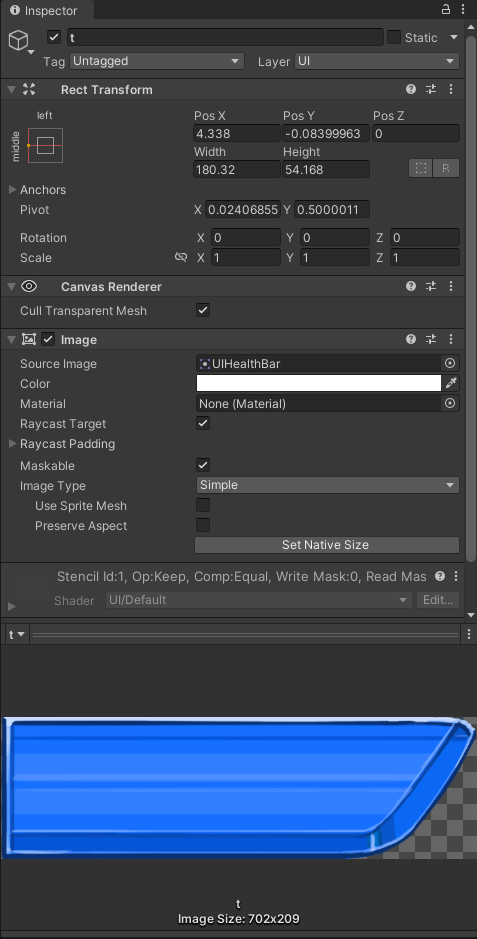 Inspector
t Static
Tag Untagged Layer UI
Rect Transform
left
middle
Pos X Pos Y Pos Z
4.338 -0.08399963 0
Width Height
180.32 54.168
R
Anchors
Pivot X 0.02406855 Y 0.5000011
Rotation X 0 Y 0 Z 0
Scale X 1 Y 1 Z 1
Canvas Renderer
Cull Transparent Mesh
Image
Source Image UIHealthBar
Color
Material None (Material)
Raycast Target
Raycast Padding
Maskable
Image Type Simple
Use Sprite Mesh
Preserve Aspect
Set Native Size
Stencil Id:1, Op:Keep, Comp:Equal, Write Mask:0, Read Mas
Shader UI/Default Edit...
t
t
Image Size: 702x209